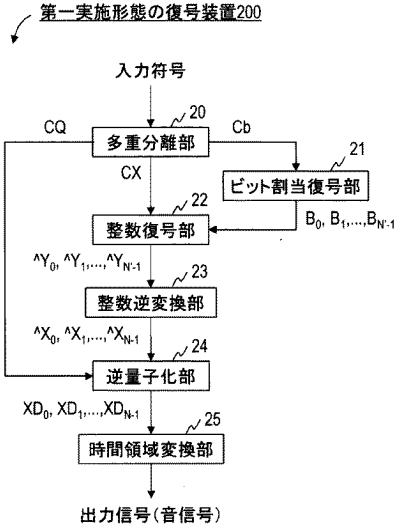 第一実施形態の復号装置200
入力符号
20
CQ
多重分離部
Cb
21
CX
ビット割当復号部
22
整数復号部
B0, B1,...,BN'-1
^Y0, ^Y1,...,^YN'-1
23
整数逆変換部
^X0, ^X1,...,^XN-1
24
逆量子化部
XD0, XD1,...,XDN-1
25
時間領域変換部
出力信号(音信号)